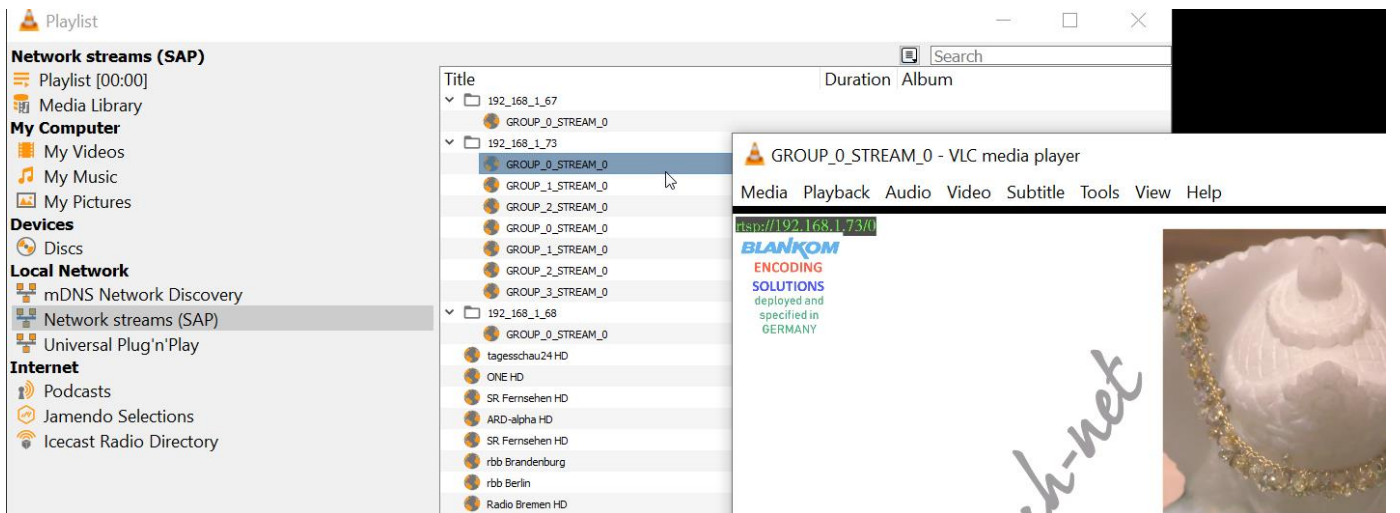 Playlist
Network streams (SAP)
Playlist [00:00]
Media Library
My Computer
My Videos
My Music
My Pictures
Devices
Discs
Local Network
mDNS Network Discovery
Network streams (SAP)
Universal Plug'n'Play
Internet
Podcasts
Jamendo Selections
Icecast Radio Directory
Search
Title Duration Album
192_168_1_67
GROUP_0_STREAM_0
192_168_1_73
GROUP_0_STREAM_0
GROUP_1_STREAM_0
GROUP_2_STREAM_0
GROUP_0_STREAM_0
GROUP_1_STREAM_0
GROUP_2_STREAM_0
GROUP_3_STREAM_0
192_168_1_68
GROUP_0_STREAM_0
tagesschau24 HD
ONE HD
SR Fernsehen HD
ARD-alpha HD
SR Fernsehen HD
rbb Brandenburg
rbb Berlin
Radio Bremen HD
GROUP_0_STREAM_0 - VLC media player
Media Playback Audio Video Subtitle Tools View Help
rtsp://192.168.1.73/0
BLANKOM
ENCODING
SOLUTIONS
deployed and
specified in
GERMANY
h-net